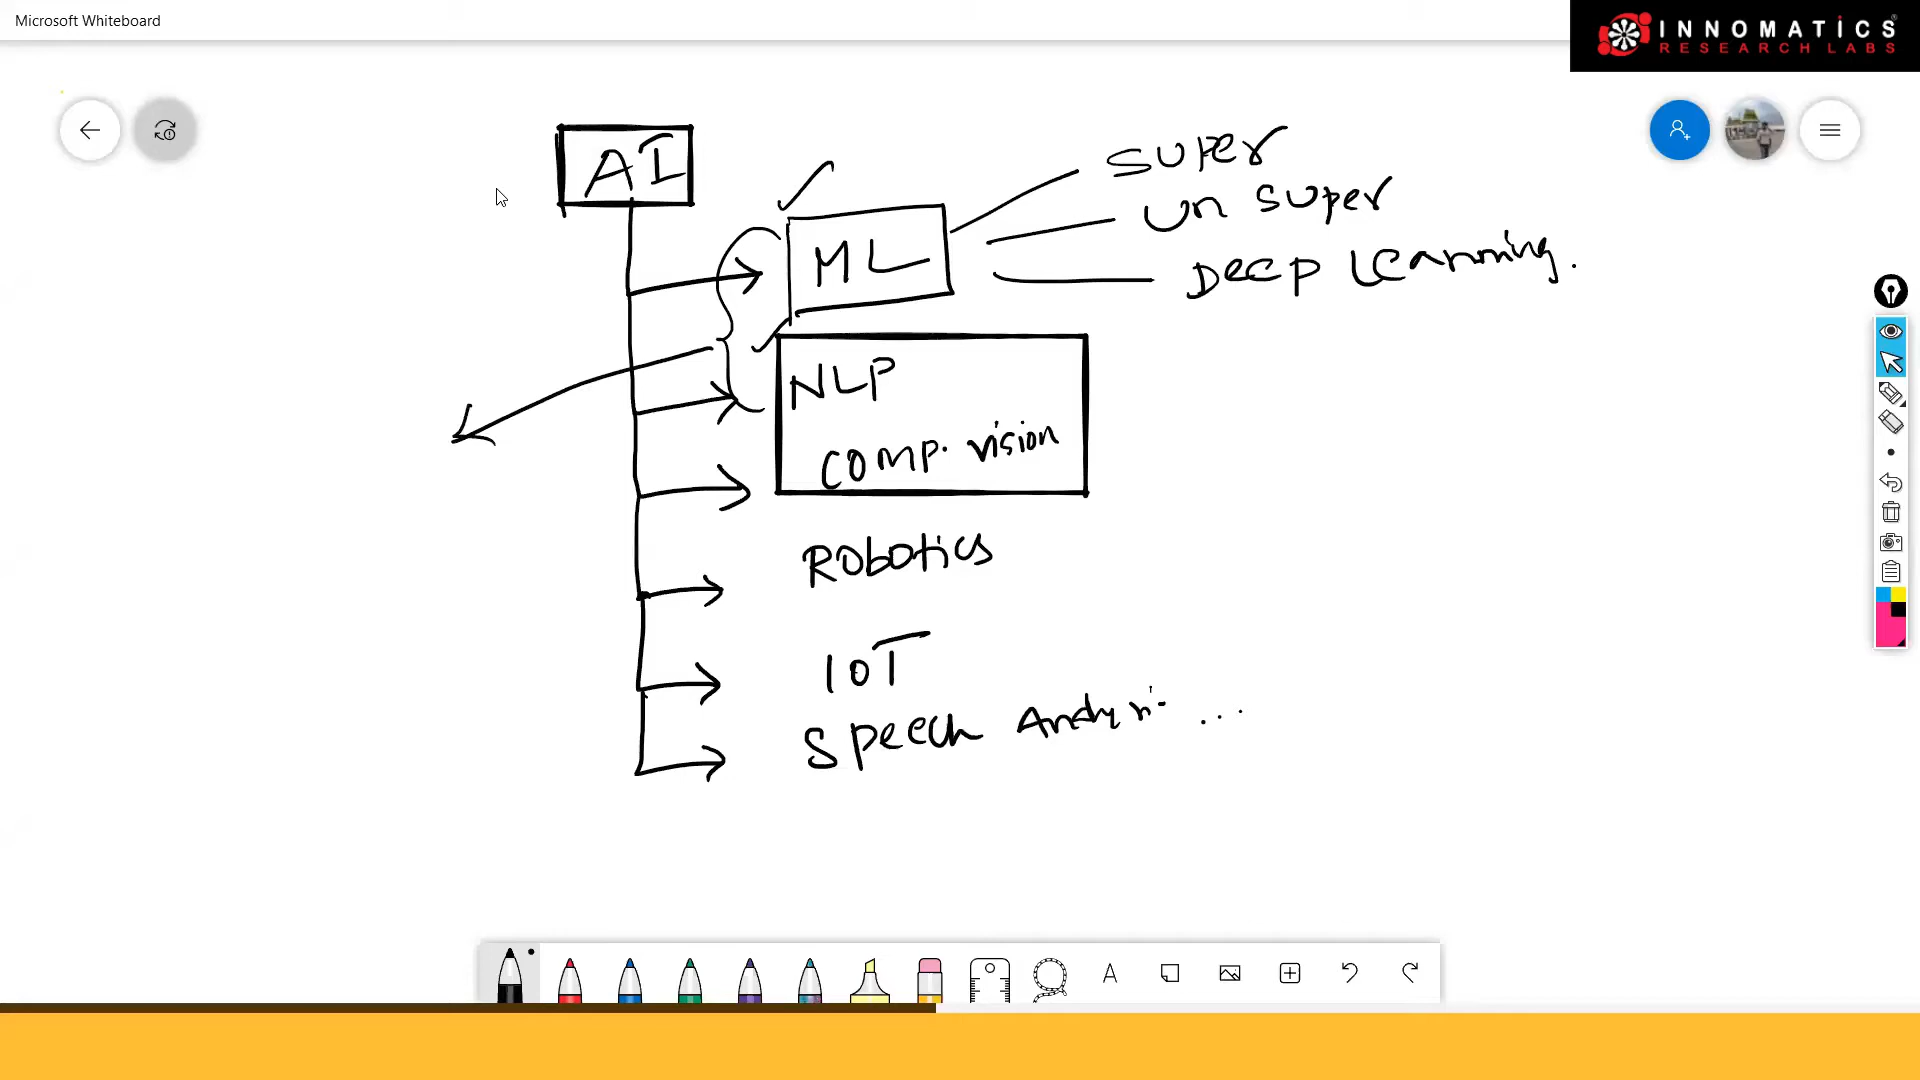 Microsoft Whiteboard
INNOMATICS
RESEARCH LABS
AI
ML
super
un super
Deep learning.
NLP
comp. vision
Robotics
IOT
Speech Analysis ...